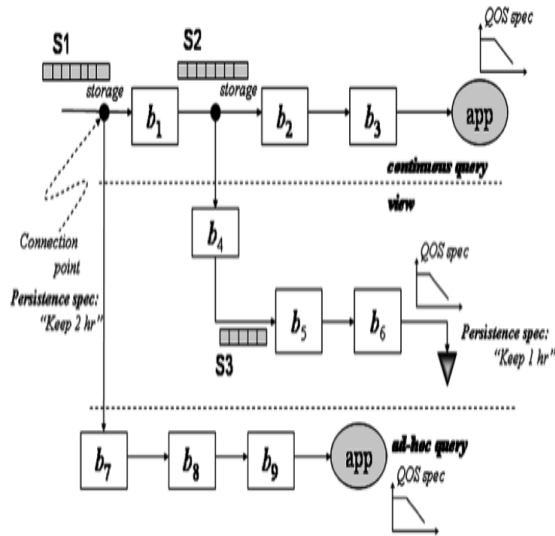 QOS spec
S1
S2
storage
storage
b1
b2
b3
app
continuous query
view
Connection
point
b4
QOS spec
Persistence spec:
"Keep 2 hr"
b5
b6
Persistence spec:
"Keep 1 hr"
S3
b7
b8
b9
app
ad-hoc query
QOS spec